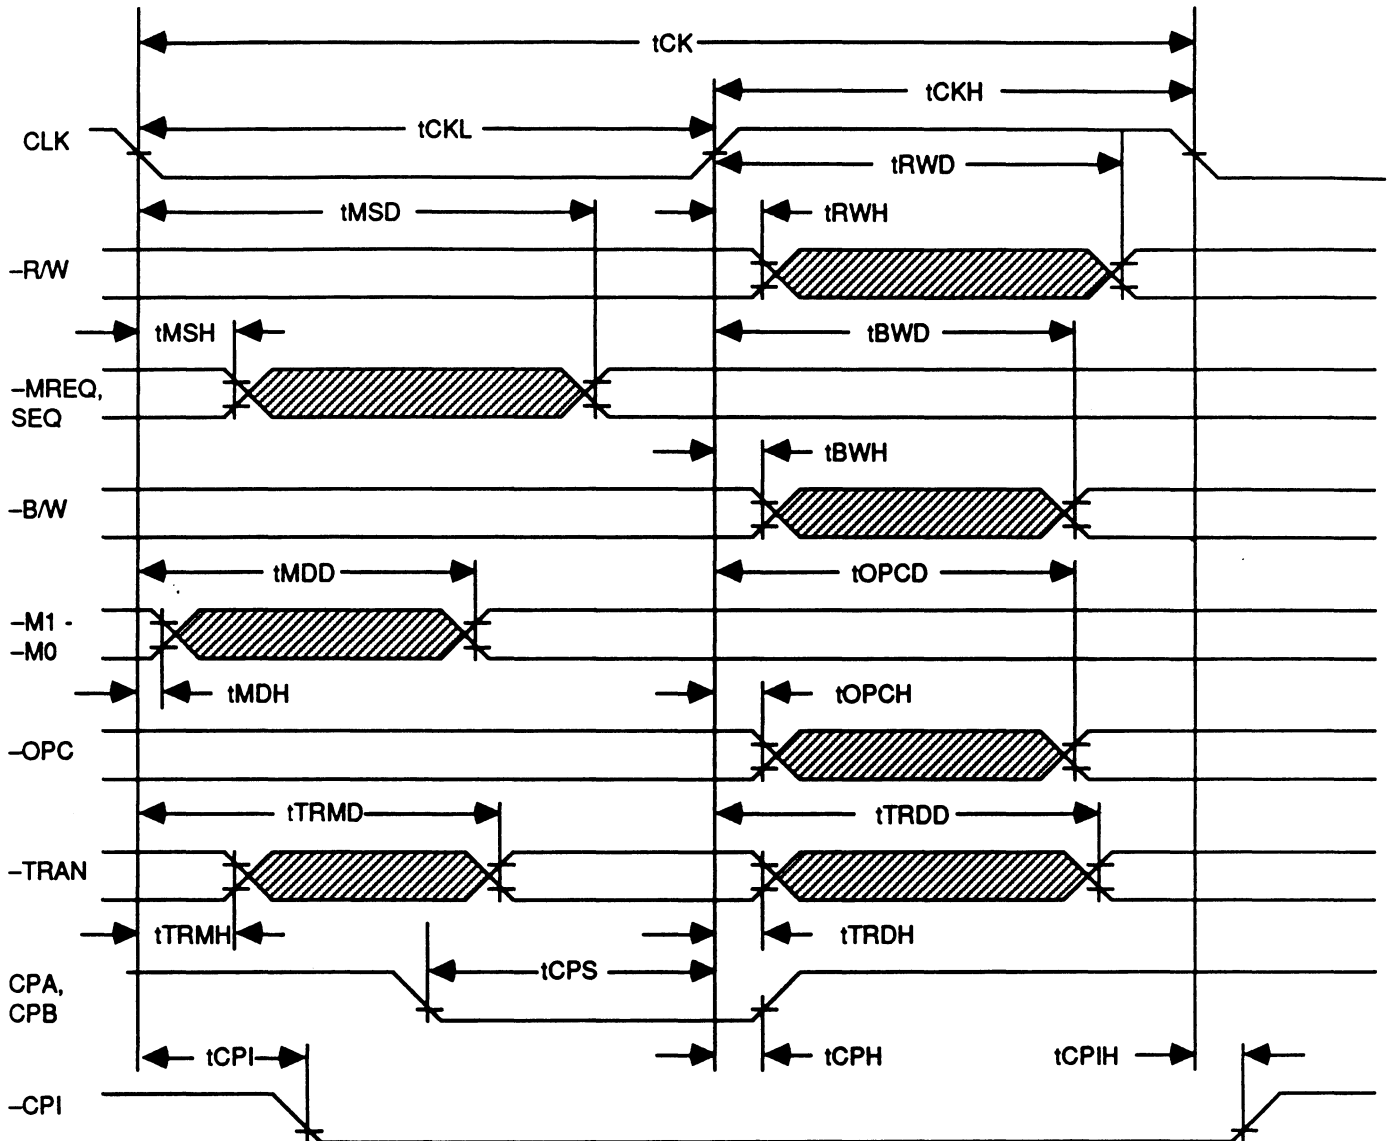 tCK
tCKH
CLK
tCKL
tRWD
tMSD
tRWH
–R/W
tMSH
tBWD
–MREQ,
SEQ
tBWH
–B/W
tMDD
tOPCD
–M1 -
–M0
tMDH
tOPCH
–OPC
tTRMD
tTRDD
–TRAN
tTRMH
tTRDH
CPA,
CPB
tCPS
tCPI
tCPH
tCPIH
–CPI